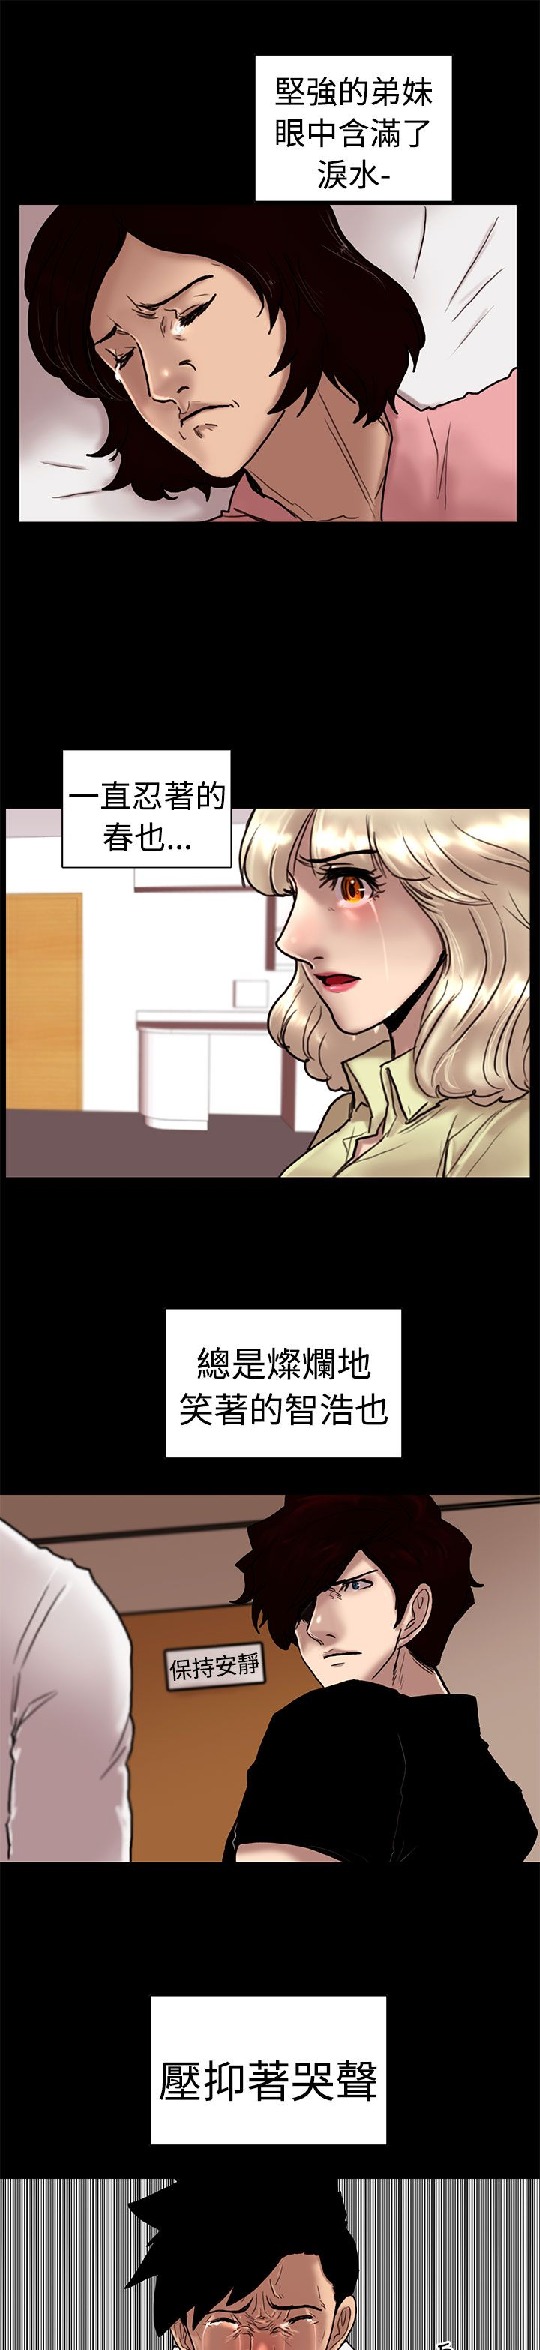 堅強的弟妹
眼中含滿了
淚水-
一直忍著的
春也...
總是燦爛地
笑著的智浩也
保持安靜
壓抑著哭聲